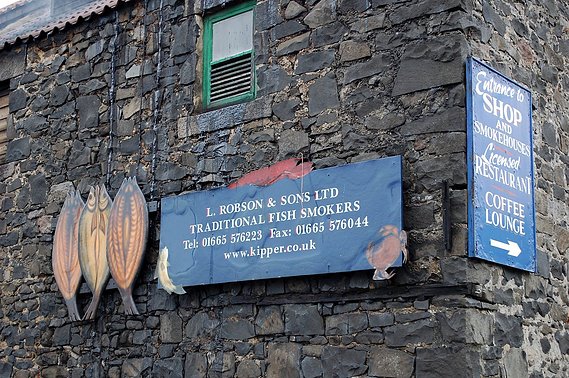 L. ROBSON & SONS LTD
TRADITIONAL FISH SMOKERS
Tel: 01665 576223 Fax: 01665 576044
www.kipper.co.uk
Entrance to
SHOP
AND
SMOKEHOUSES
Licensed
RESTAURANT
COFFEE
LOUNGE